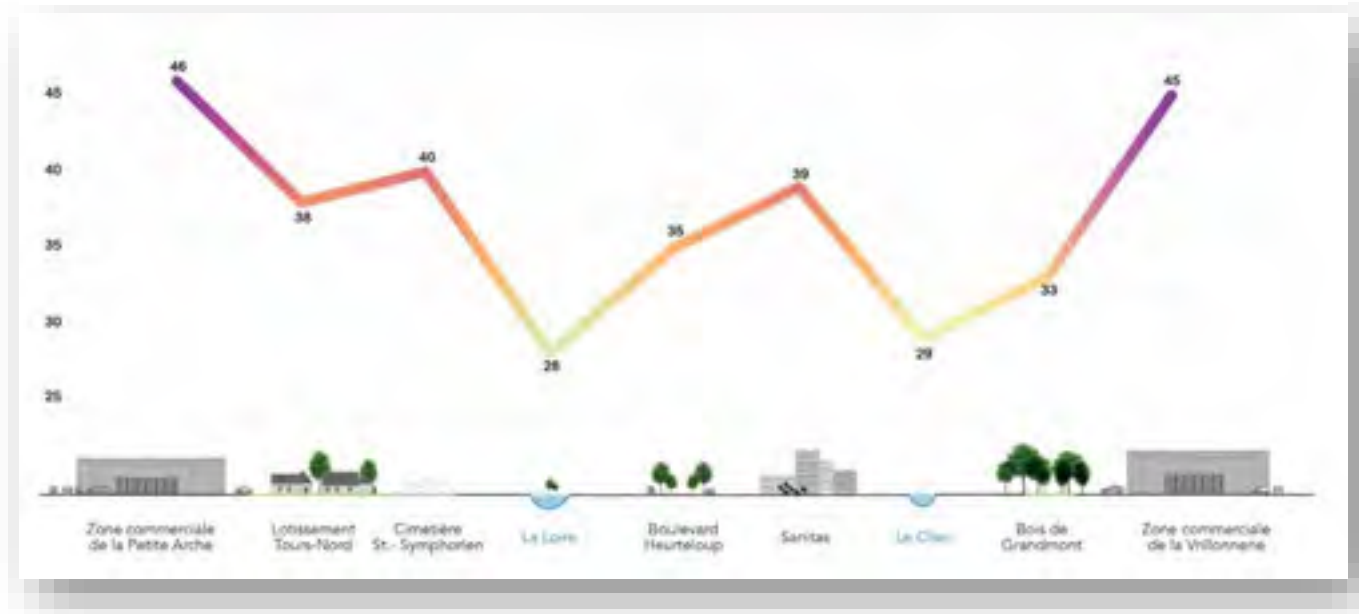 46
45
45
40
40
39
38
35
35
33
30
29
28
25
Zone commerciale
de la Petite Arche
Lotissement
Tours-Nord
Cimetière
St.- Symphorien
La Loire
Boulevard
Heurteloup
Sanitas
Le Cher
Bois de
Grandmont
Zone commerciale
de la Vrillonnerie